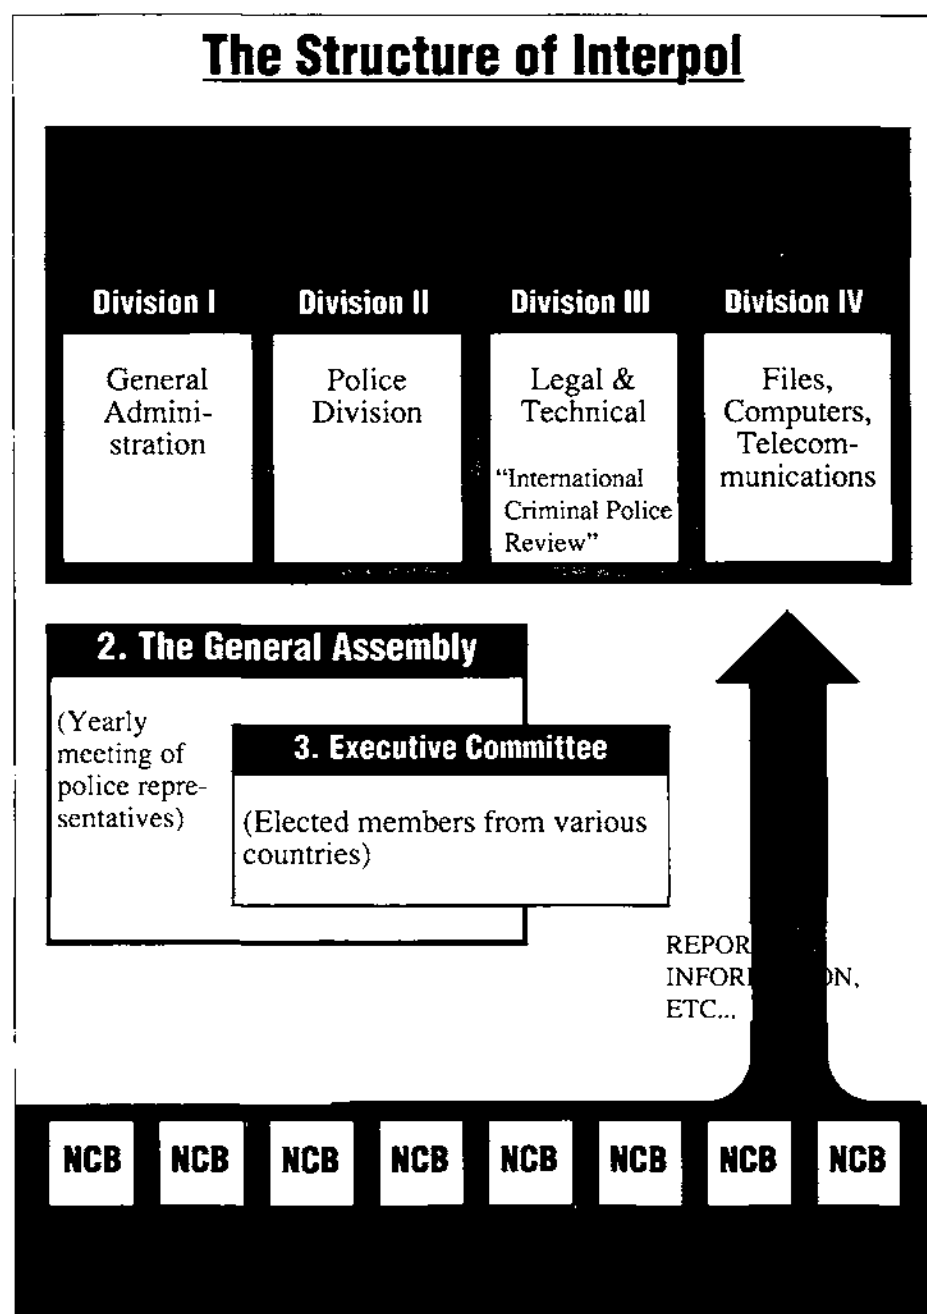 The Structure of Interpol
Division I
General
Admini-
stration
Division II
Police
Division
Division III
Legal &
Technical
“International
Criminal Police
Review”
Division IV
Files,
Computers,
Telecom-
munications
2. The General Assembly
(Yearly
meeting of
police repre-
sentatives)
3. Executive Committee
(Elected members from various
countries)
ETC...
NCB NCB NCB NCB NCB NCB NCB NCB